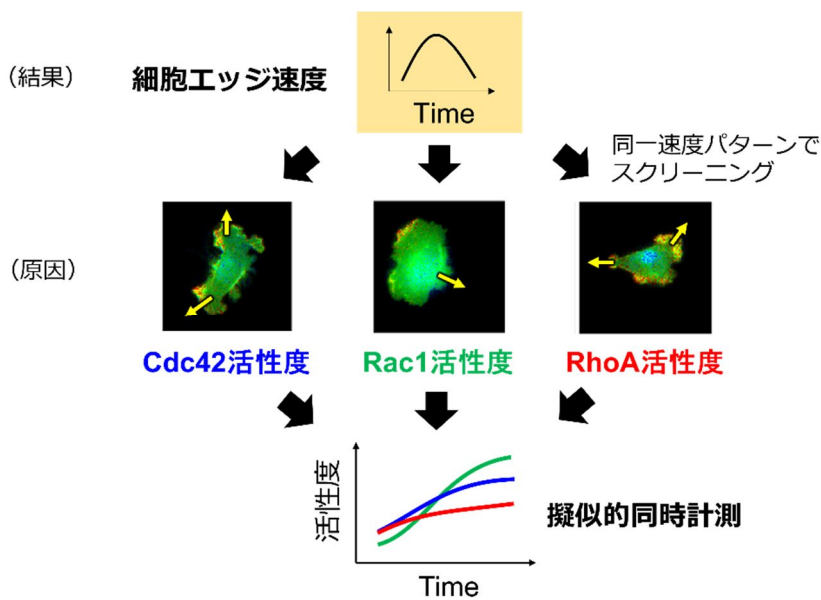 （結果）
細胞エッジ速度
Time
同一速度パターンで
スクリーニング
（原因）
Cdc42活性度
Rac1活性度
RhoA活性度
活性度
擬似的同時計測
Time